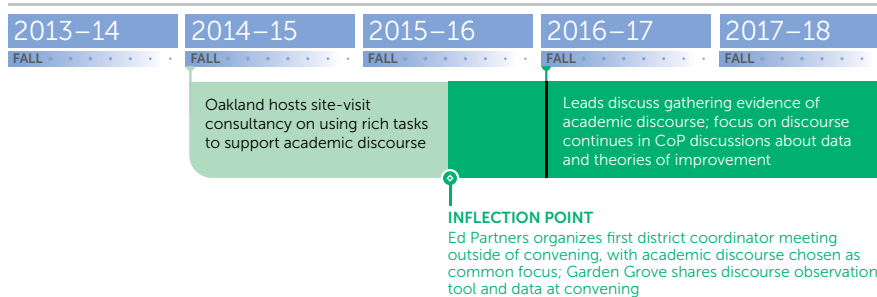 2013–14
2014–15
2015–16
2016–17
2017–18
FALL
FALL
FALL
FALL
FALL
Oakland hosts site-visit
consultancy on using rich tasks
to support academic discourse
Leads discuss gathering evidence of
academic discourse; focus on discourse
continues in CoP discussions about data
and theories of improvement
INFLECTION POINT
Ed Partners organizes first district coordinator meeting
outside of convening, with academic discourse chosen as
common focus; Garden Grove shares discourse observation
tool and data at convening